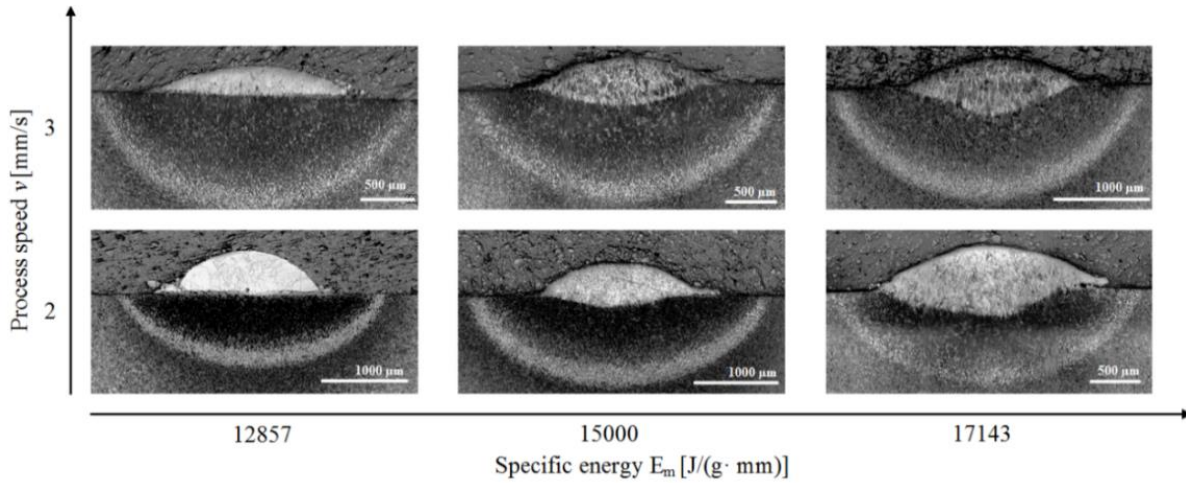 Process speed v [mm/s]
3
500 µm
500 µm
1000 µm
2
1000 µm
1000 µm
500 µm
12857
15000
17143
Specific energy Em [J/(g· mm)]